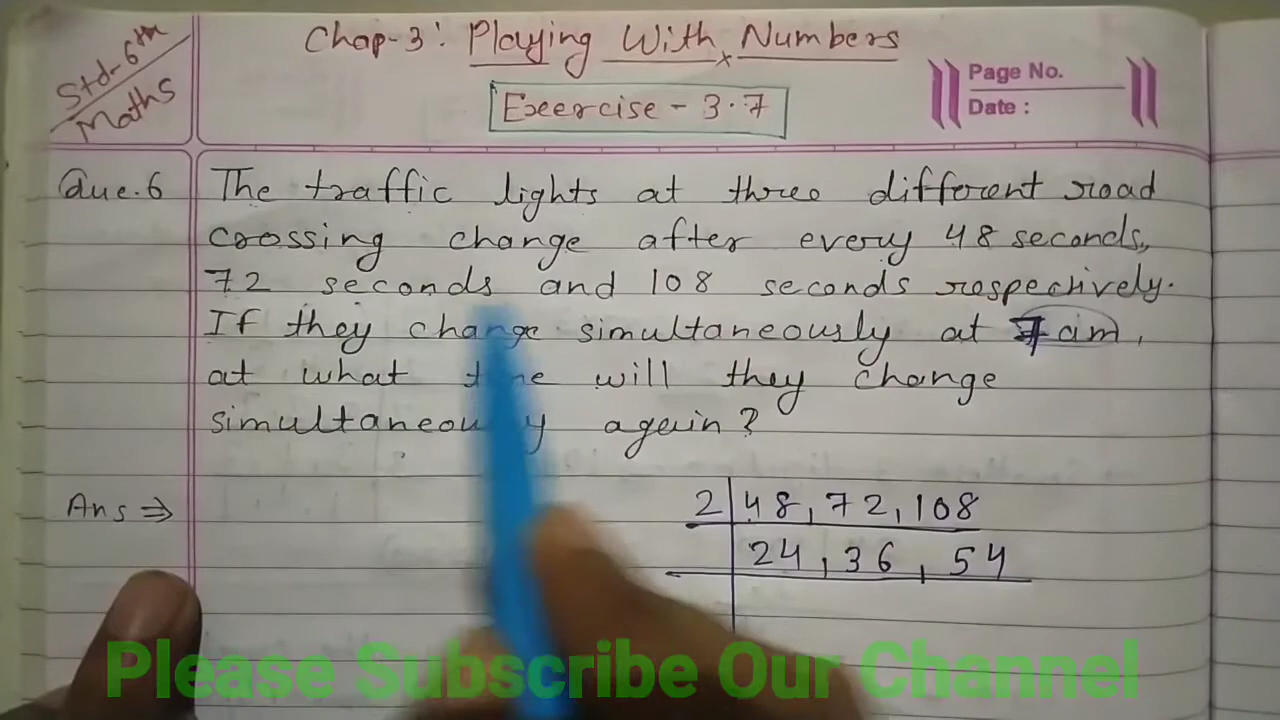 Std-6th
Maths
Chap-3: Playing With Numbers
Exercise - 3.7
Page No.
Date :
Que.6 The traffic lights at three different road
crossing change after every 48 seconds,
72 seconds and 108 seconds respectively.
If they change simultaneously at 7 am,
at what will they change
simultaneously again?
Ans ⇒
2 48, 72, 108
24, 36, 54
Please Subscribe Our Channel